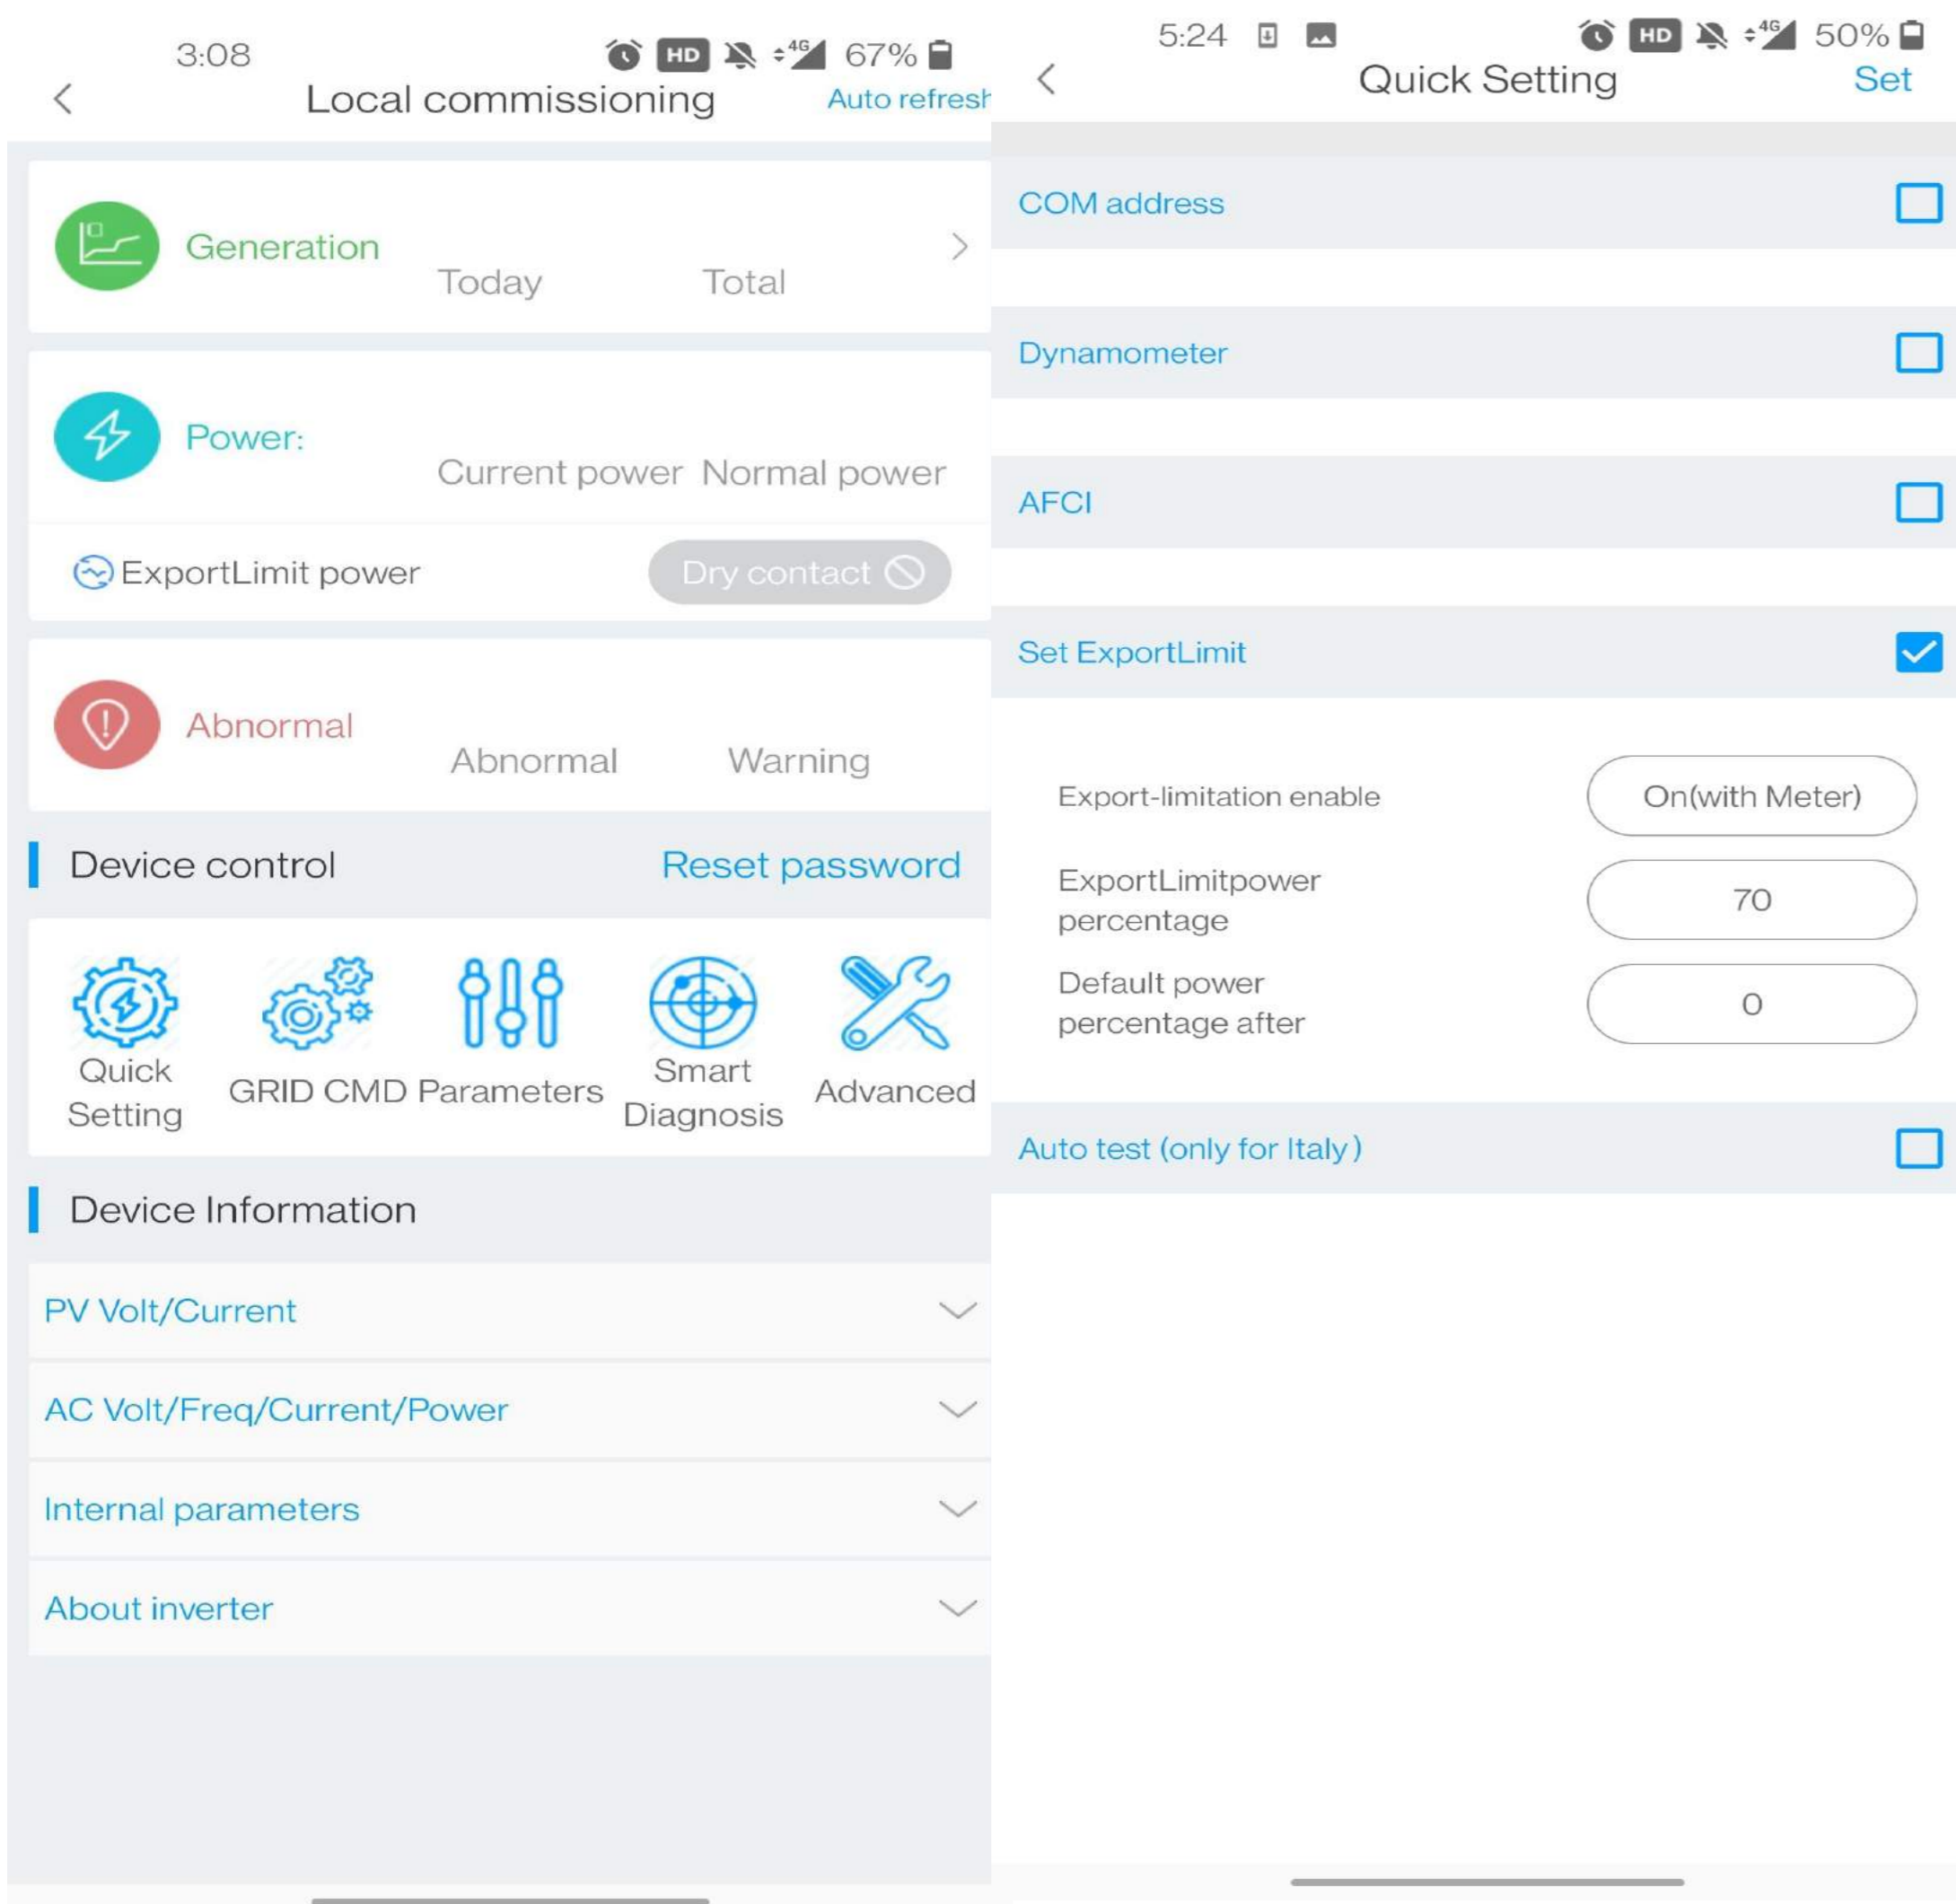 3:08
HD
4G
67%
Local commissioning
Auto refresh
Generation
Today
Total
Power:
Current power
Normal power
ExportLimit power
Dry contact
Abnormal
Abnormal
Warning
Device control
Reset password
Quick
Setting
GRID CMD
Parameters
Smart
Diagnosis
Advanced
Device Information
PV Volt/Current
AC Volt/Freq/Current/Power
Internal parameters
About inverter
5:24
HD
4G
50%
Quick Setting
Set
COM address
Dynamometer
AFCI
Set ExportLimit
Export-limitation enable
On(with Meter)
ExportLimitpower
percentage
70
Default power
percentage after
0
Auto test (only for Italy)